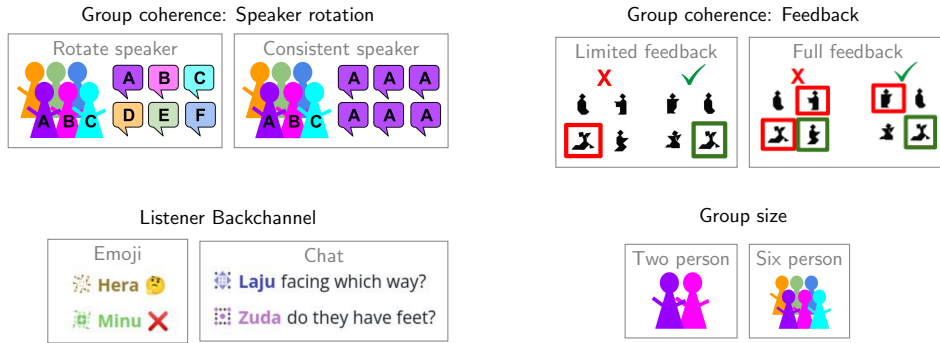 Group coherence: Speaker rotation
Rotate speaker
A B C
D E F
A B C
Consistent speaker
A A A
A A A
A B C
Group coherence: Feedback
Limited feedback
X
Full feedback
X
Listener Backchannel
Emoji
Hera
Minu
Chat
Laju facing which way?
Zuda do they have feet?
Group size
Two person
Six person